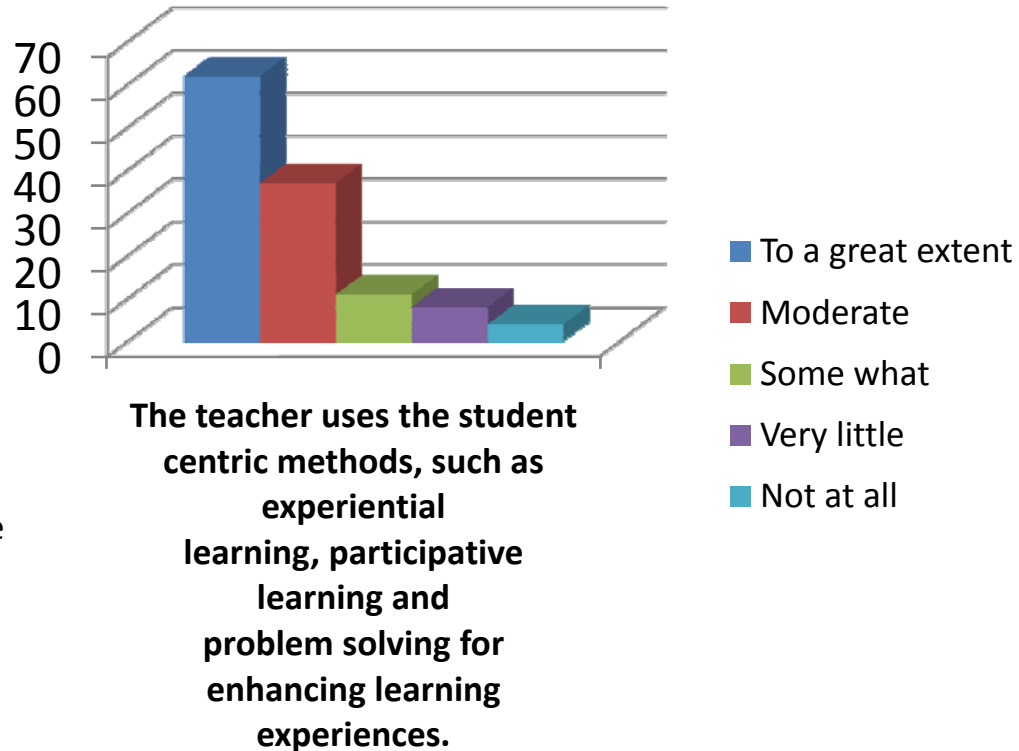 70
60
50
40
30
20
10
0
To a great extent
Moderate
Some what
Very little
Not at all
The teacher uses the student
centric methods, such as
experiential
learning, participative
learning and
problem solving for
enhancing learning
experiences.
e